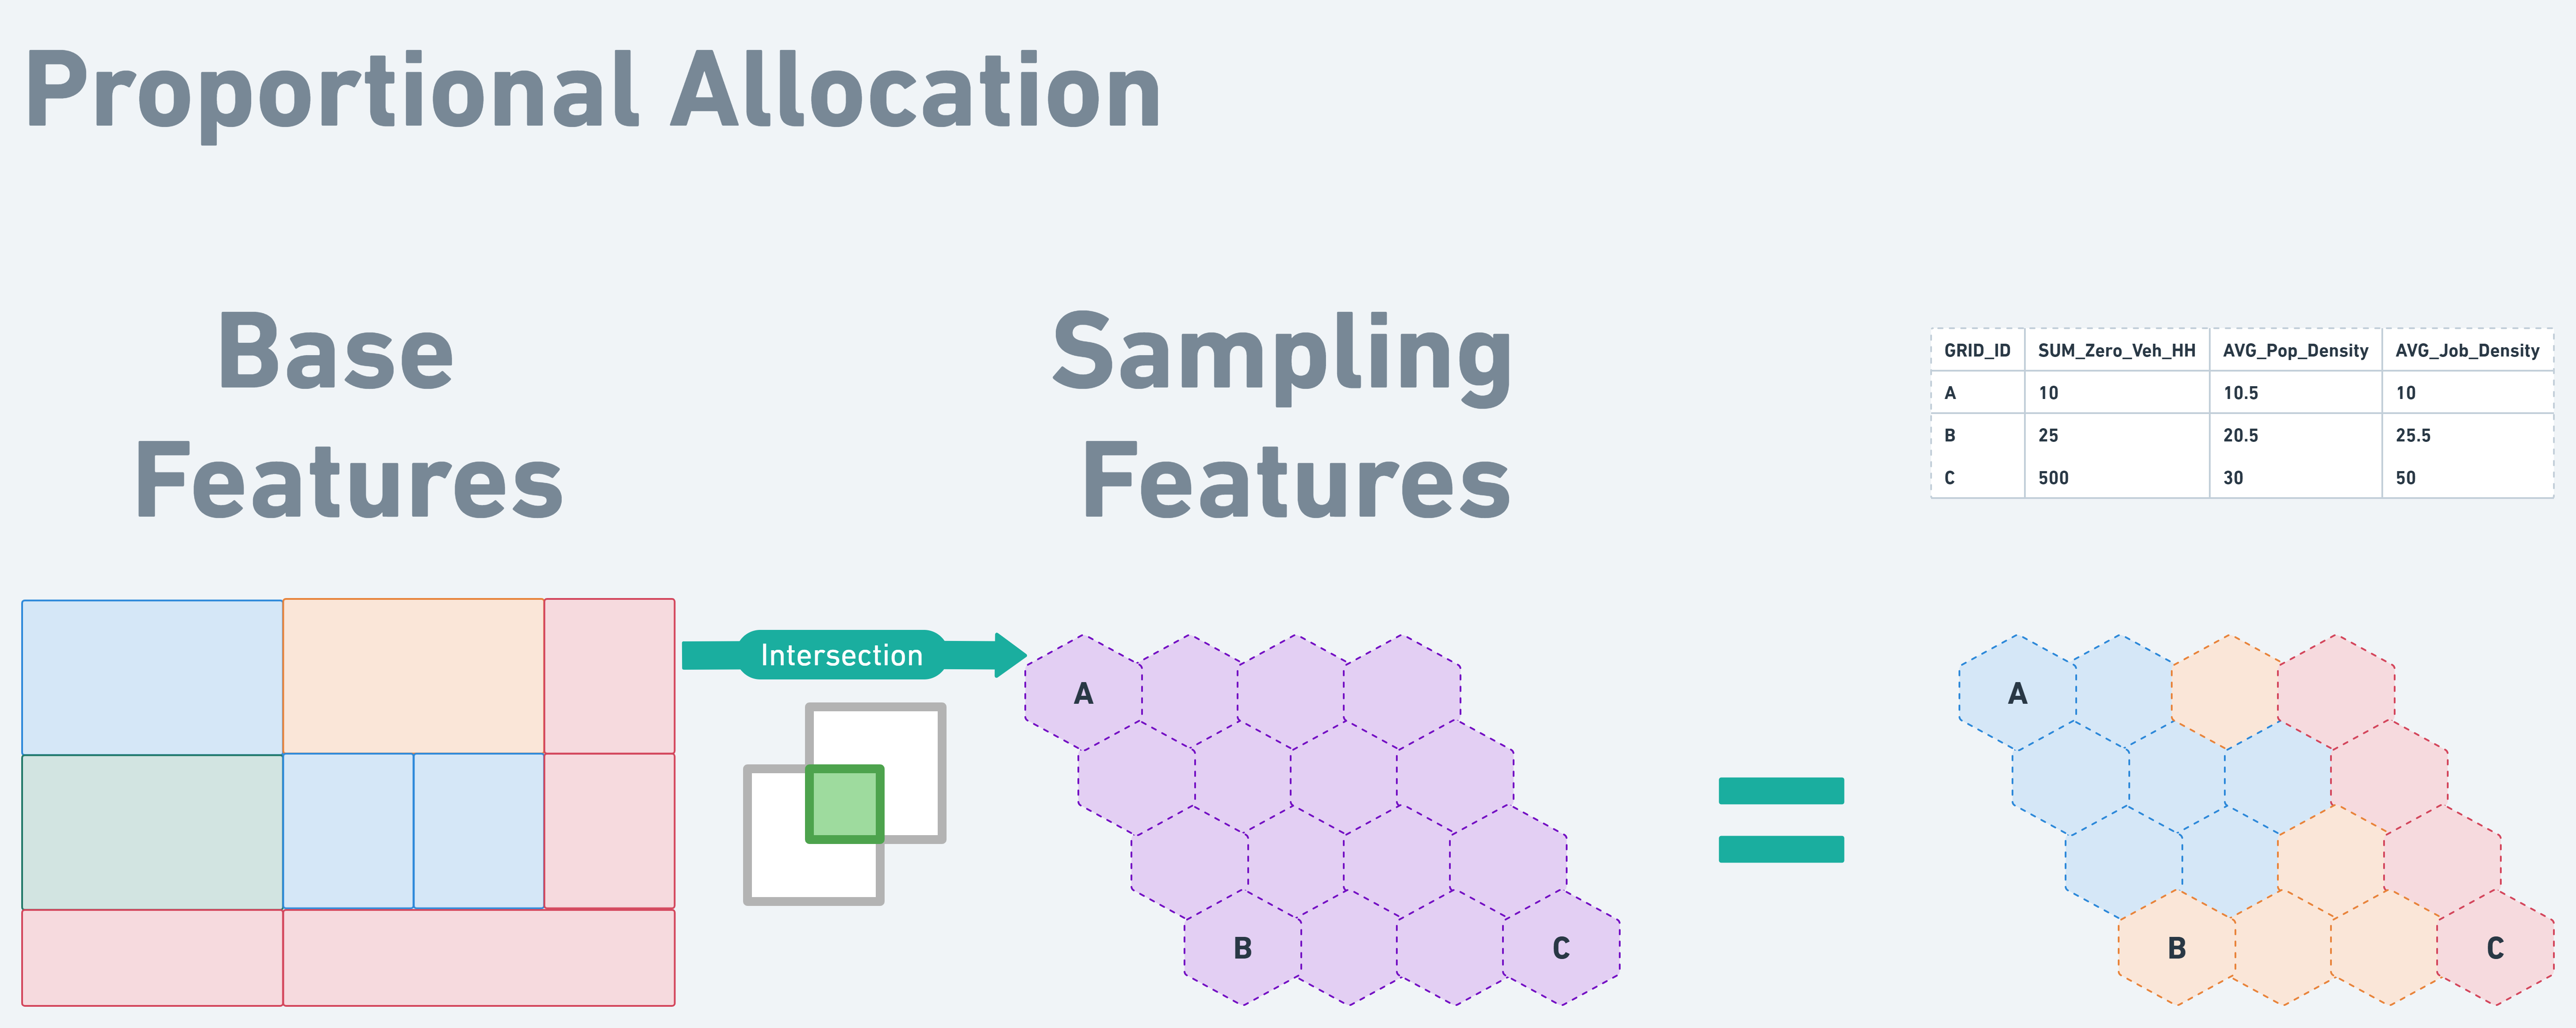 Proportional Allocation
Base
Features
Sampling
Features
GRID_ID SUM_Zero_Veh_HH AVG_Pop_Density AVG_Job_Density
A 10 10.5 10
B 25 20.5 25.5
C 500 30 50
Intersection
A
B
C
A
B
C